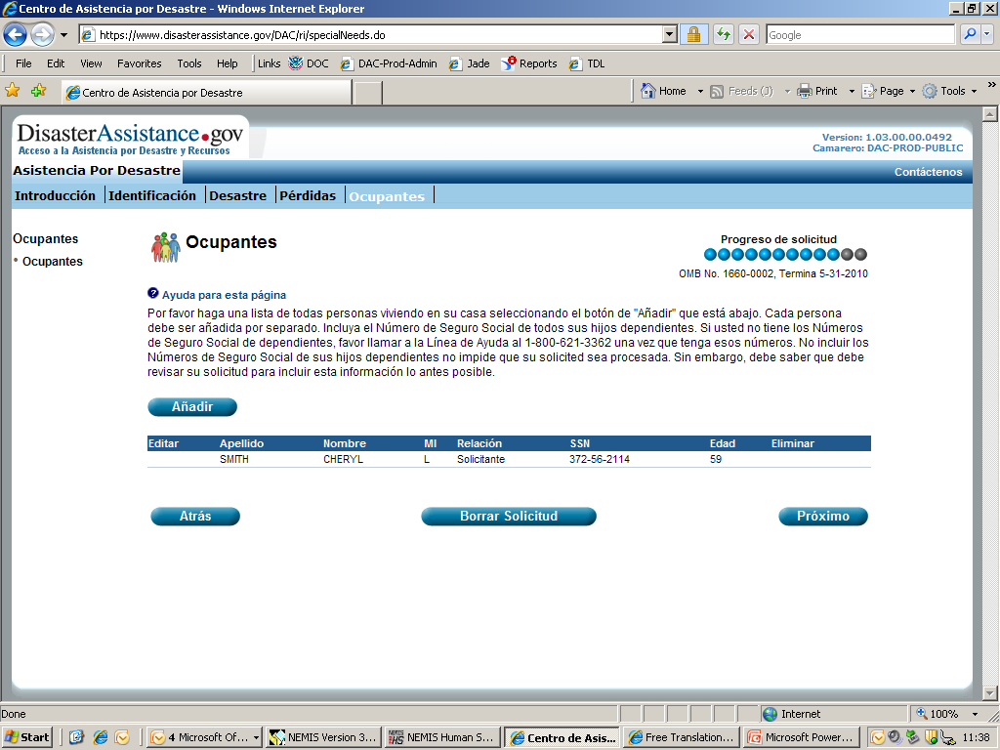 Centro de Asistencia por Desastre - Windows Internet Explorer
https://www.disasterassistance.gov/DAC/ri/specialNeeds.do
Google
File Edit View Favorites Tools Help Links DOC DAC-Prod-Admin Jade Reports TDL
Centro de Asistencia por Desastre
Home Feeds (J) Print Page Tools »
DisasterAssistance.gov
Acceso a la Asistencia por Desastre y Recursos
Version: 1.03.00.00.0492
Camarero: DAC-PROD-PUBLIC
Asistencia Por Desastre
Contáctenos
Introducción Identificación Desastre Pérdidas Ocupantes
Ocupantes
• Ocupantes
Ocupantes
Progreso de solicitud
OMB No. 1660-0002, Termina 5-31-2010
? Ayuda para esta página
Por favor haga una lista de todas personas viviendo en su casa seleccionando el botón de "Añadir" que está abajo. Cada persona
debe ser añadida por separado. Incluya el Número de Seguro Social de todos sus hijos dependientes. Si usted no tiene los Números
de Seguro Social de dependientes, favor llamar a la Línea de Ayuda al 1-800-621-3362 una vez que tenga esos números. No incluir los
Números de Seguro Social de sus hijos dependientes no impide que su solicited sea procesada. Sin embargo, debe saber que debe
revisar su solicitud para incluir esta información lo antes posible.
Añadir
Editar Apellido Nombre MI Relación SSN Edad Eliminar
SMITH CHERYL L Solicitante 372-56-2114 59
Atrás Borrar Solicitud Próximo
Done Internet 100%
Start 4 Microsoft Of... NEMIS Version 3... NEMIS Human S... Centro de Asis... Free Translation... Microsoft Power... 11:38